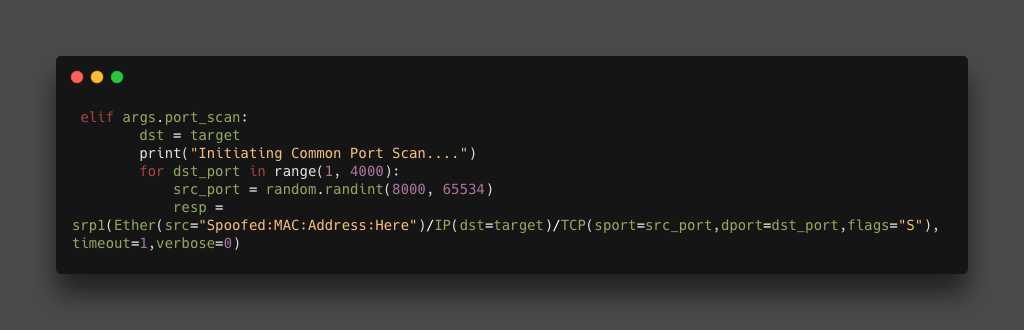 elif args.port_scan:
dst = target
print("Initiating Common Port Scan....")
for dst_port in range(1, 4000):
src_port = random.randint(8000, 65534)
resp =
srp1(Ether(src="Spoofed:MAC:Address:Here")/IP(dst=target)/TCP(sport=src_port,dport=dst_port,flags="S"),
timeout=1,verbose=0)